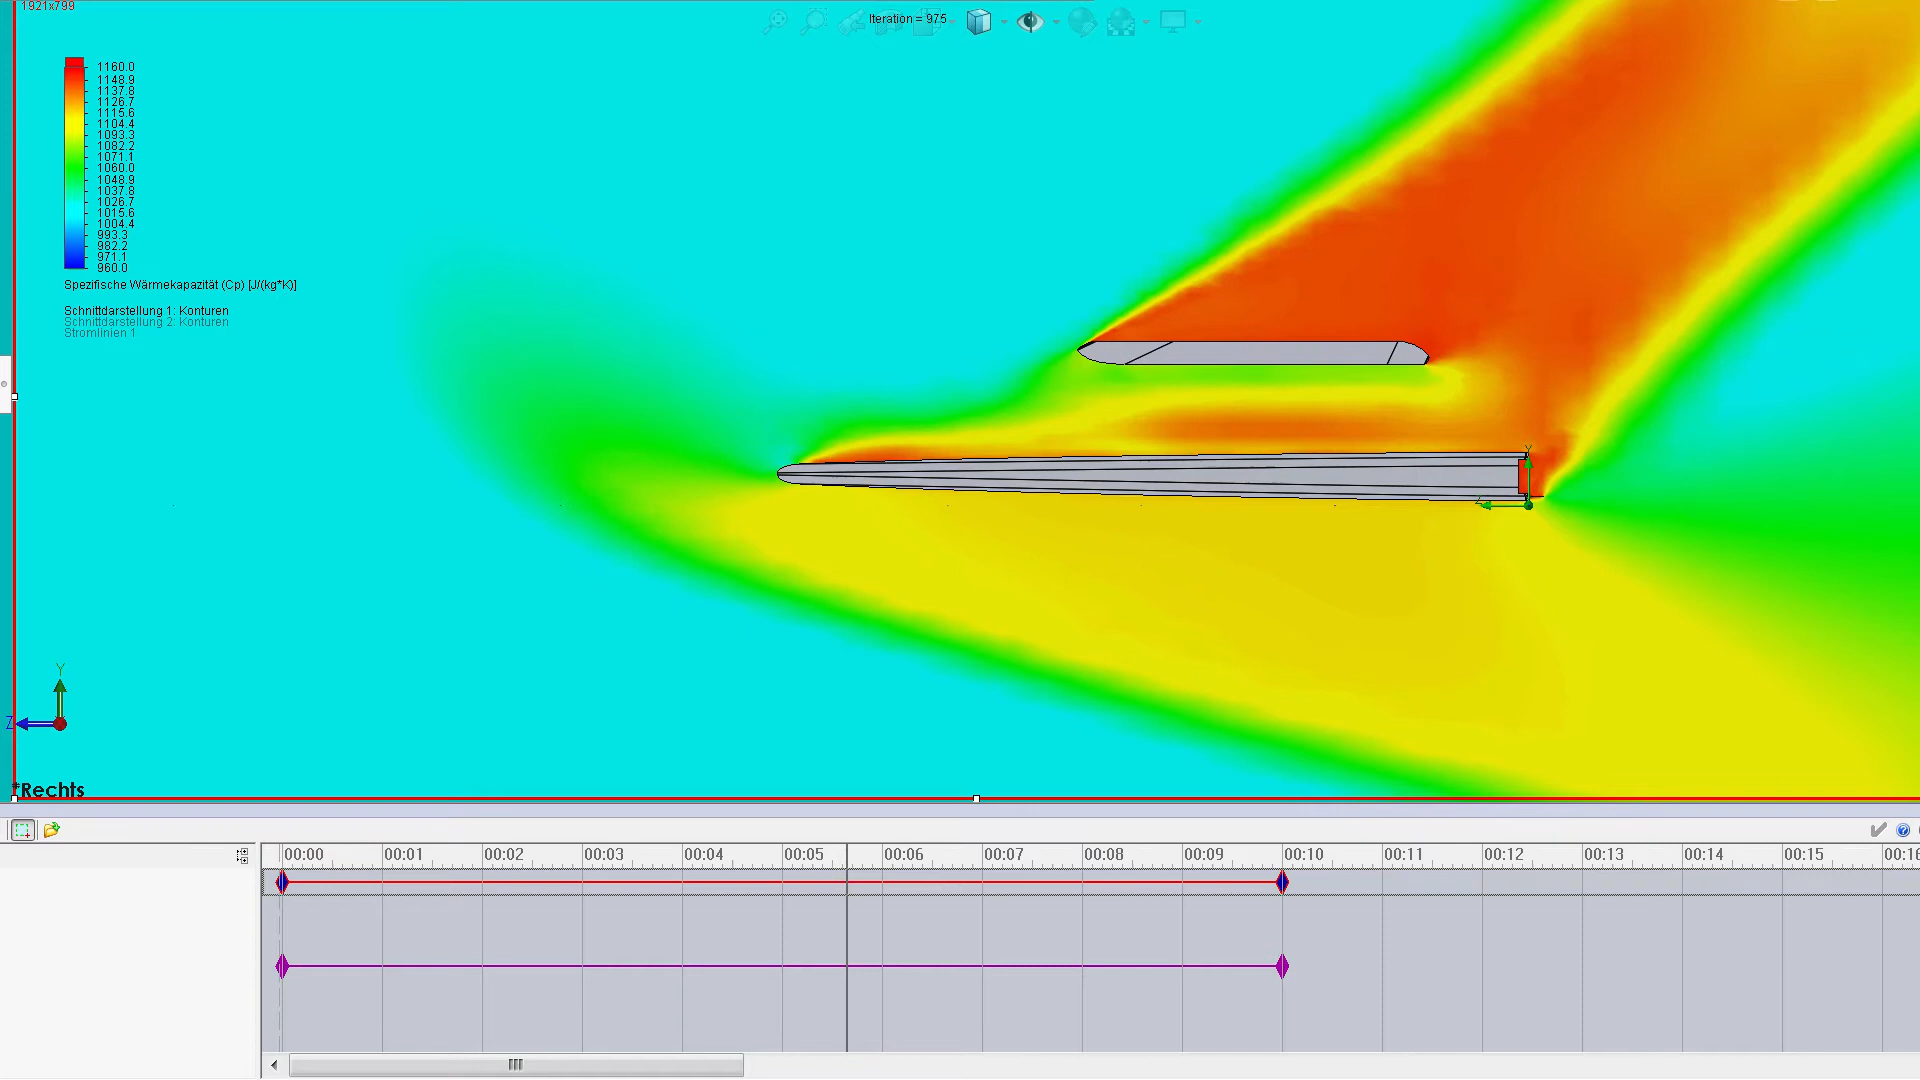 1921x799
Iteration = 975
1160.0
1148.9
1137.8
1126.7
1115.6
1104.4
1093.3
1082.2
1071.1
1060.0
1048.9
1037.8
1026.7
1015.6
1004.4
993.3
982.2
971.1
960.0
Spezifische Wärmekapazität (Cp) [J/(kg*K)]
Schnittdarstellung 1: Konturen
Schnittdarstellung 2: Konturen
Stromlinien 1
Y
Z
Y
Z
*Rechts
00:00 00:01 00:02 00:03 00:04 00:05 00:06 00:07 00:08 00:09 00:10 00:11 00:12 00:13 00:14 00:15 00:16